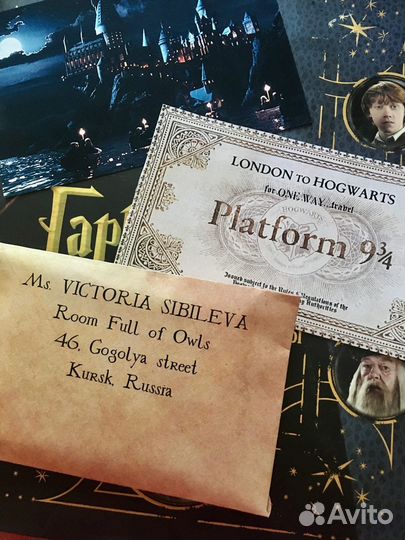 LONDON TO HOGWARTS
for ONE WAY...travel
HOGWARTS
Platform 9¾
Гарр
Ms. VICTORIA SIBILEVA
Room Full of Owls
46, Gogolya street
Kursk, Russia
Avito